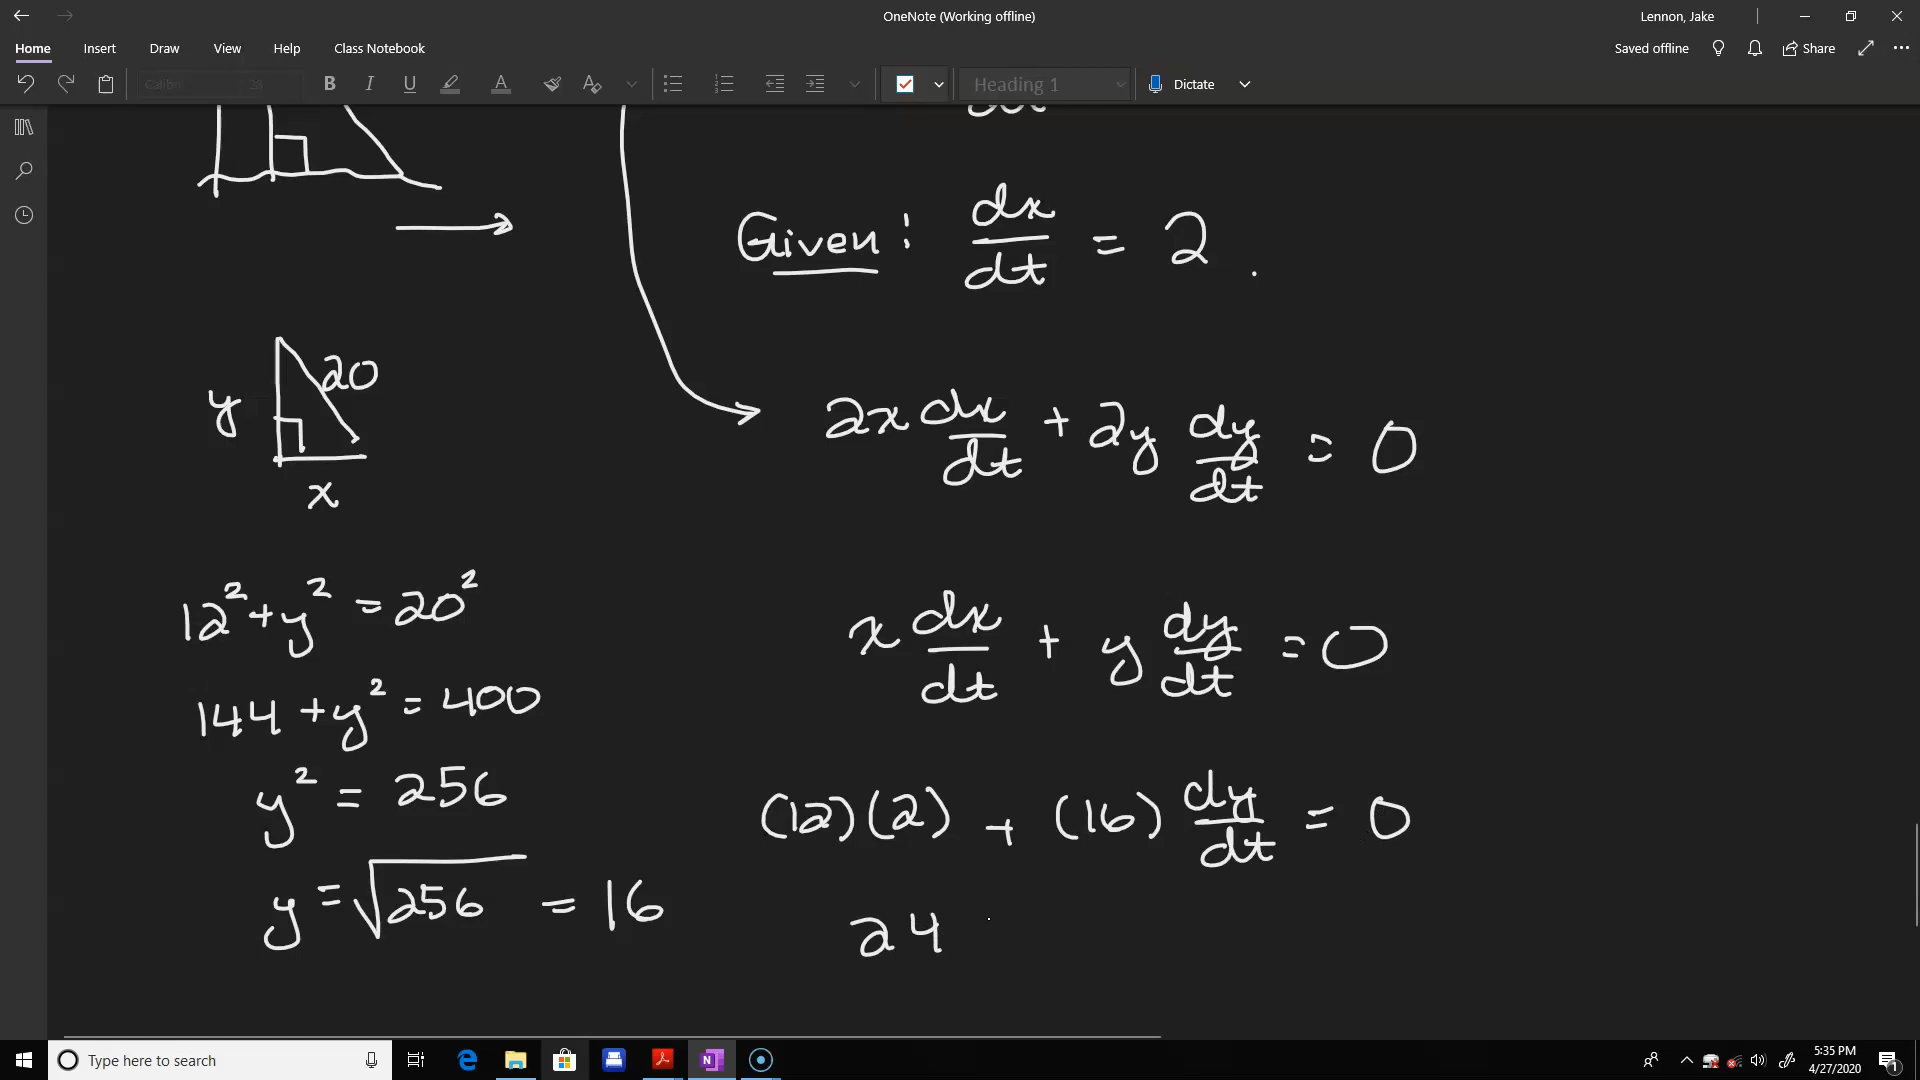 OneNote (Working offline)
Lennon, Jake
Home Insert Draw View Help Class Notebook
Saved offline
Share
Calibri 28
B I U A
Heading 1
Dictate
Given: dx/dt = 2
y 20
x
2x dx/dt + 2y dy/dt = 0
12² + y² = 20²
x dx/dt + y dy/dt = 0
144 + y² = 400
y² = 256
(12)(2) + (16) dy/dt = 0
y = √256 = 16
24
Type here to search
5:35 PM
4/27/2020
1